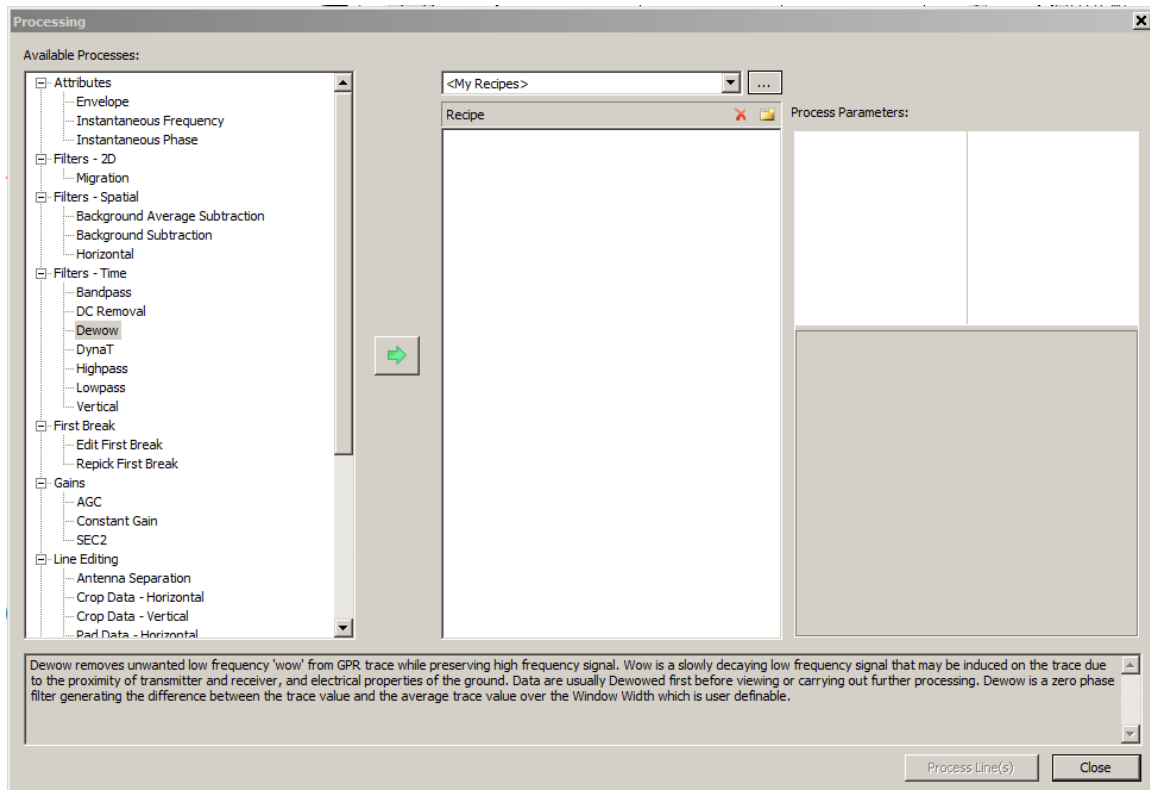 Processing
Available Processes:
Attributes
Envelope
Instantaneous Frequency
Instantaneous Phase
Filters - 2D
Migration
Filters - Spatial
Background Average Subtraction
Background Subtraction
Horizontal
Filters - Time
Bandpass
DC Removal
Dewow
DynaT
Highpass
Lowpass
Vertical
First Break
Edit First Break
Repick First Break
Gains
AGC
Constant Gain
SEC2
Line Editing
Antenna Separation
Crop Data - Horizontal
Crop Data - Vertical
Pad Data - Horizontal
<My Recipes>
...
Recipe
Process Parameters:
Dewow removes unwanted low frequency 'wow' from GPR trace while preserving high frequency signal. Wow is a slowly decaying low frequency signal that may be induced on the trace due
to the proximity of transmitter and receiver, and electrical properties of the ground. Data are usually Dewowed first before viewing or carrying out further processing. Dewow is a zero phase
filter generating the difference between the trace value and the average trace value over the Window Width which is user definable.
Process Line(s)
Close